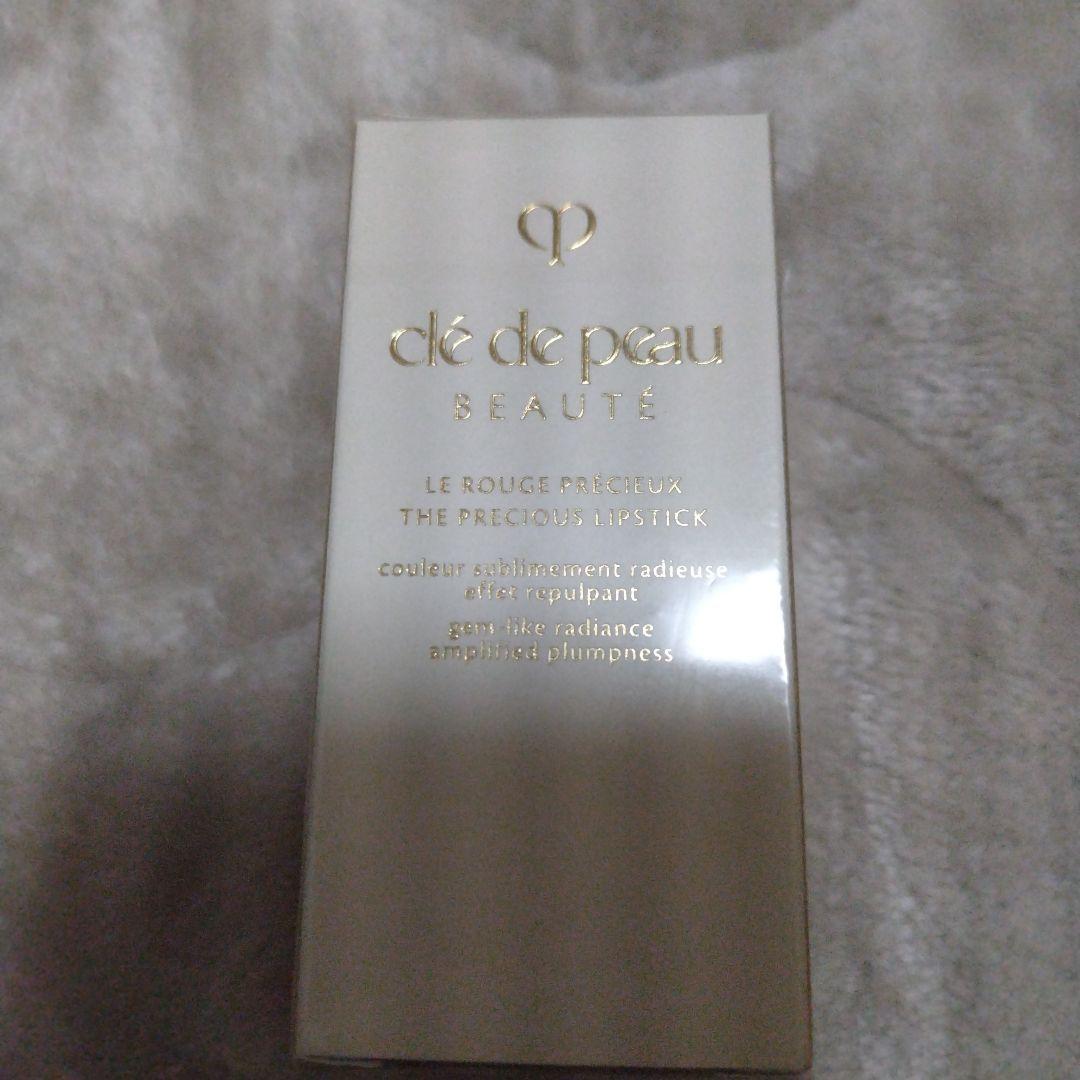 clé de peau
BEAUTÉ
LE ROUGE PRÉCIEUX
THE PRECIOUS LIPSTICK
couleur sublimement radieuse
effet repulpant
gem-like radiance
amplified plumpness